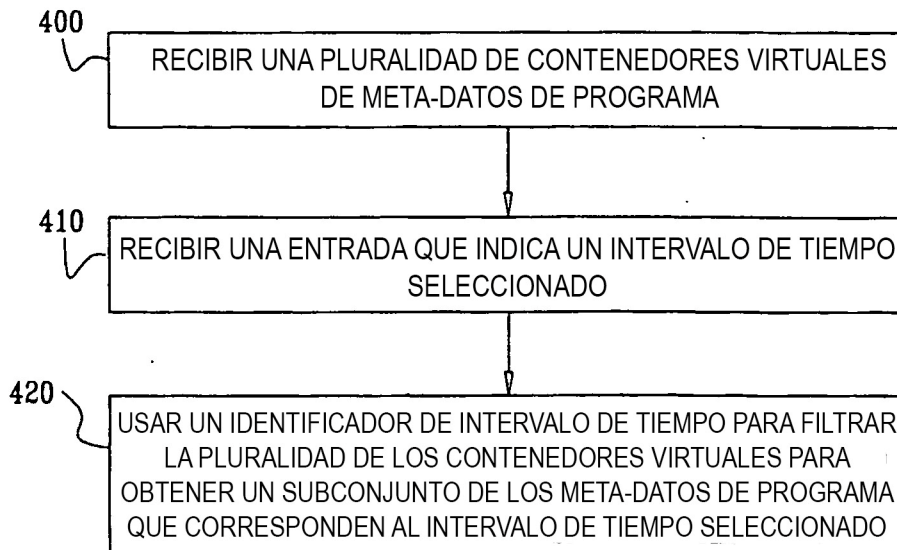 400
RECIBIR UNA PLURALIDAD DE CONTENEDORES VIRTUALES
DE META-DATOS DE PROGRAMA
410
RECIBIR UNA ENTRADA QUE INDICA UN INTERVALO DE TIEMPO
SELECCIONADO
420
USAR UN IDENTIFICADOR DE INTERVALO DE TIEMPO PARA FILTRAR
LA PLURALIDAD DE LOS CONTENEDORES VIRTUALES PARA
OBTENER UN SUBCONJUNTO DE LOS META-DATOS DE PROGRAMA
QUE CORRESPONDEN AL INTERVALO DE TIEMPO SELECCIONADO